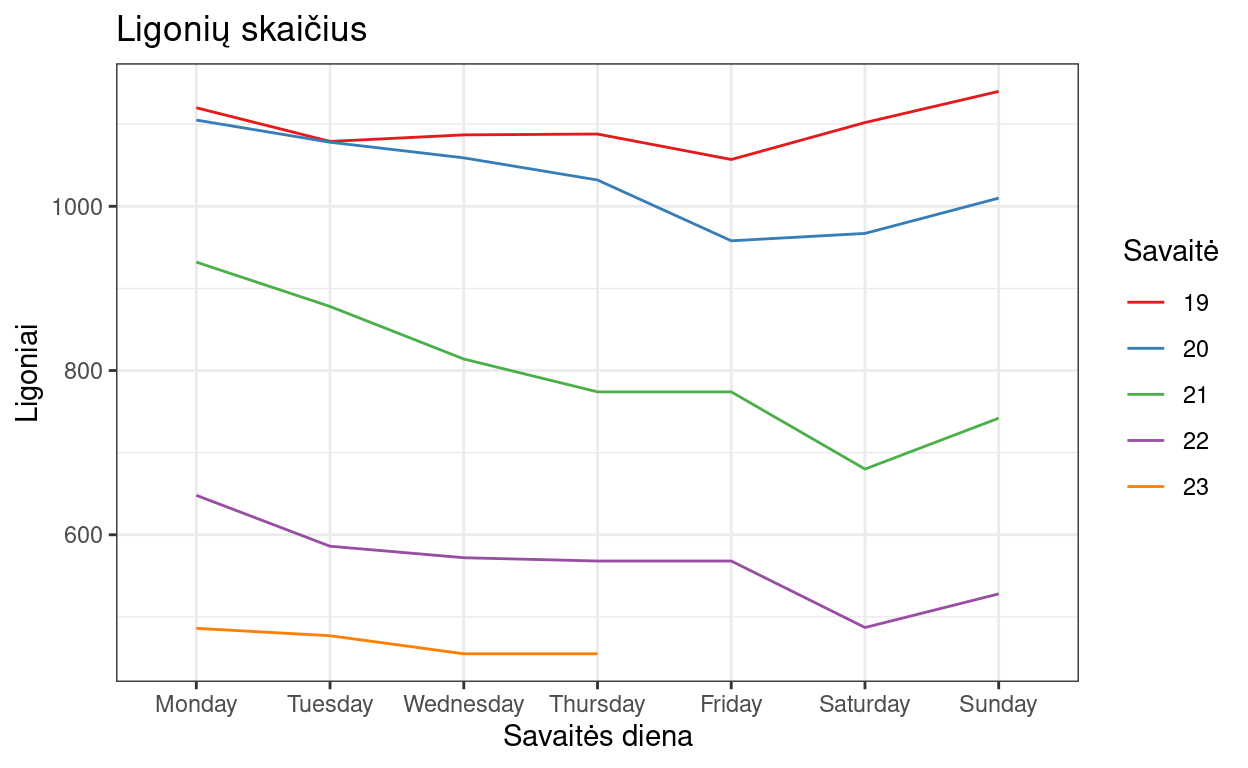 Ligonių skaičius
Ligoniai
1000
800
600
Monday Tuesday Wednesday Thursday Friday Saturday Sunday
Savaitės diena
Savaitė
19
20
21
22
23